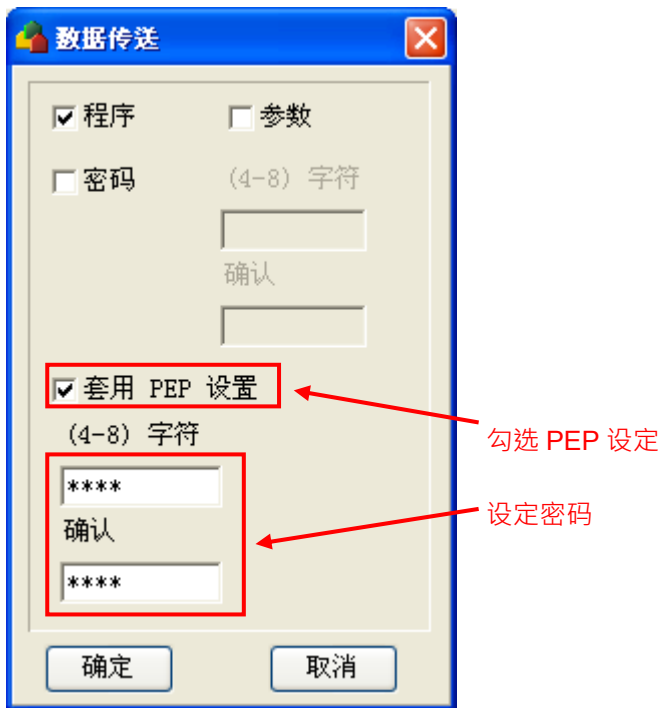 数据传送
程序 参数
密码 (4-8) 字符
确认
套用 PEP 设置
(4-8) 字符
勾选 PEP 设定
****
设定密码
确认
****
确定 取消